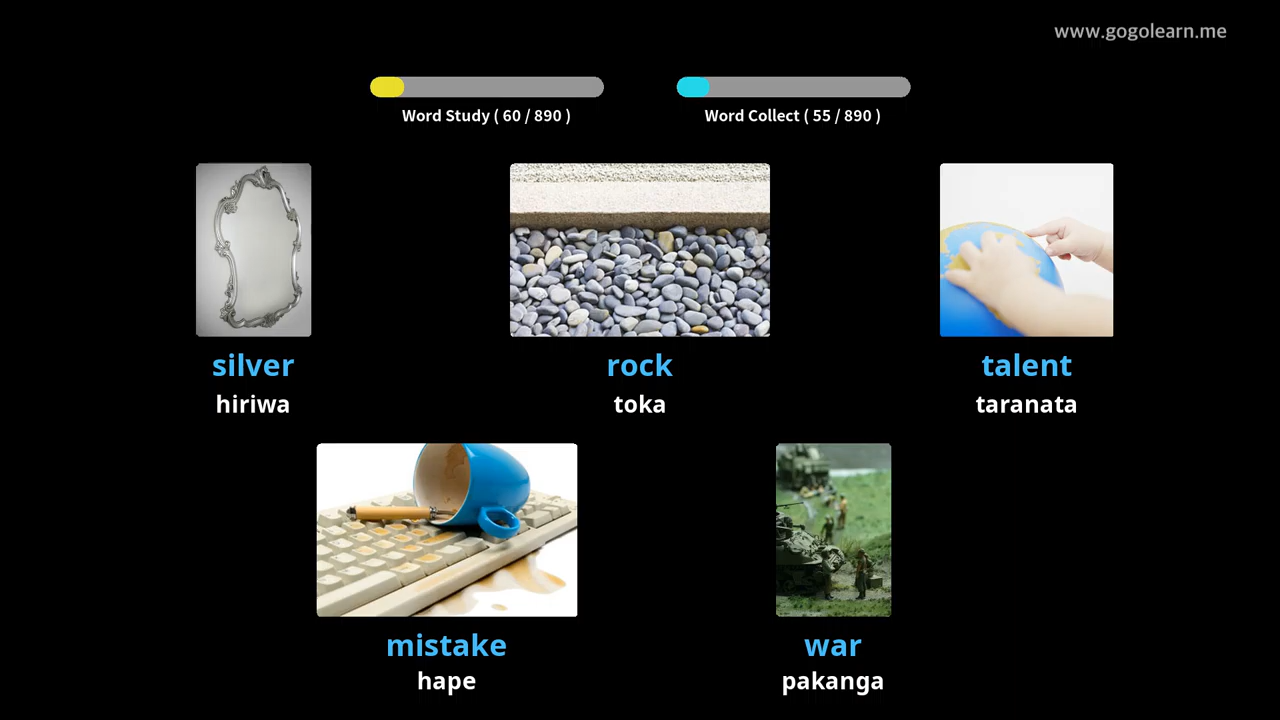 www.gogolearn.me
Word Study ( 60 / 890 )
Word Collect ( 55 / 890 )
silver
hiriwa
rock
toka
talent
taranata
mistake
hape
war
pakanga